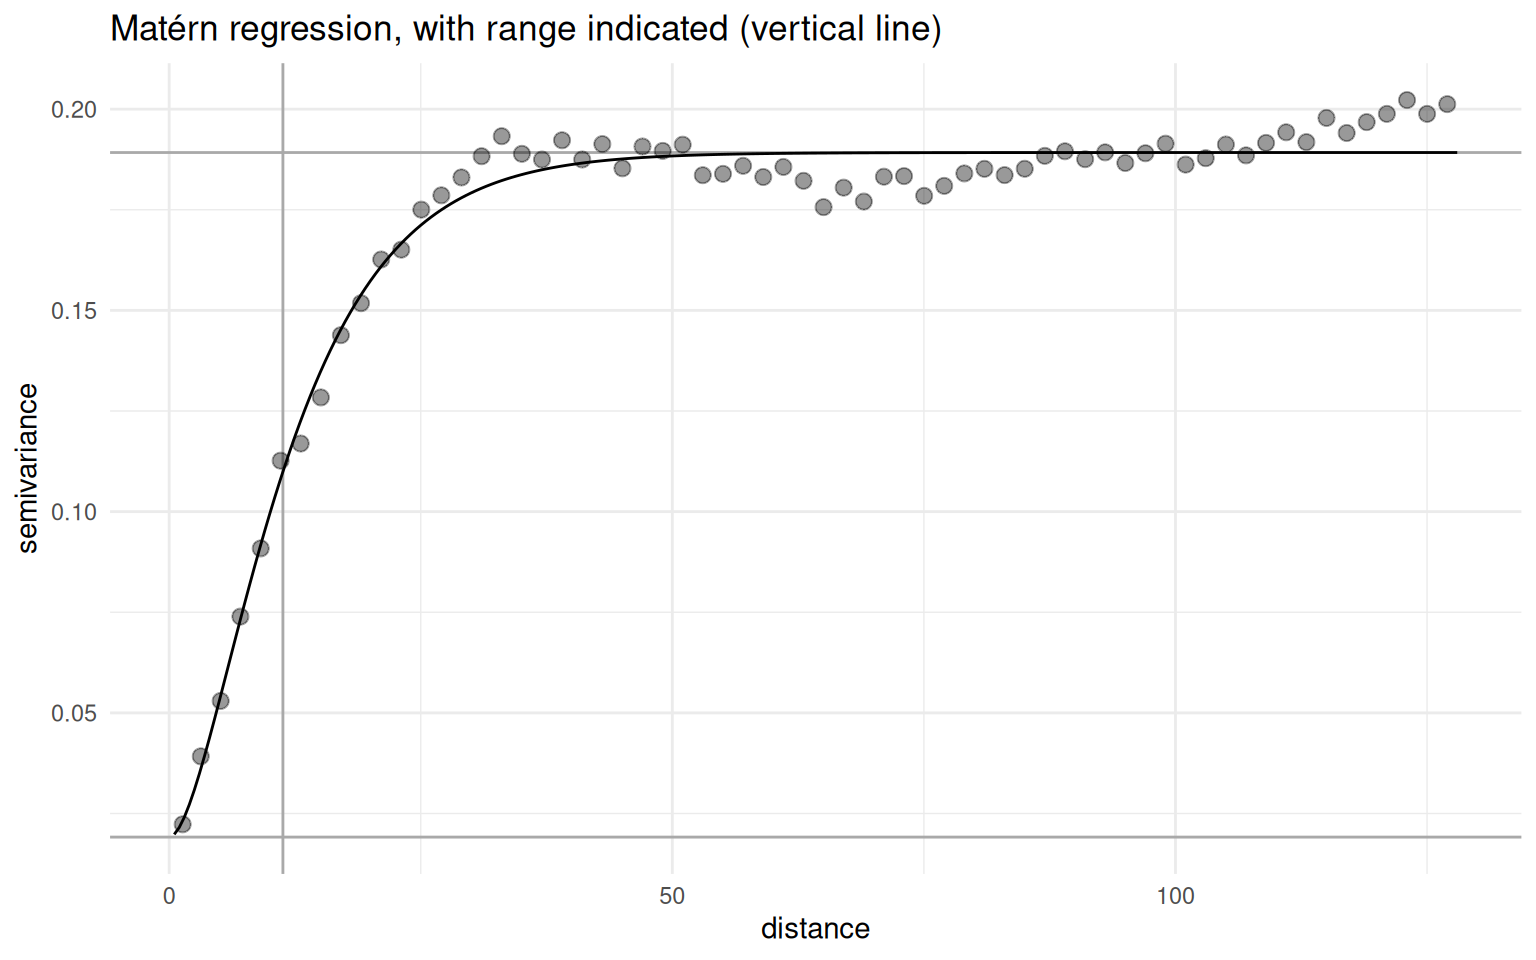 Matérn regression, with range indicated (vertical line)
0.20
0.15
0.10
0.05
semivariance
0
50
100
distance